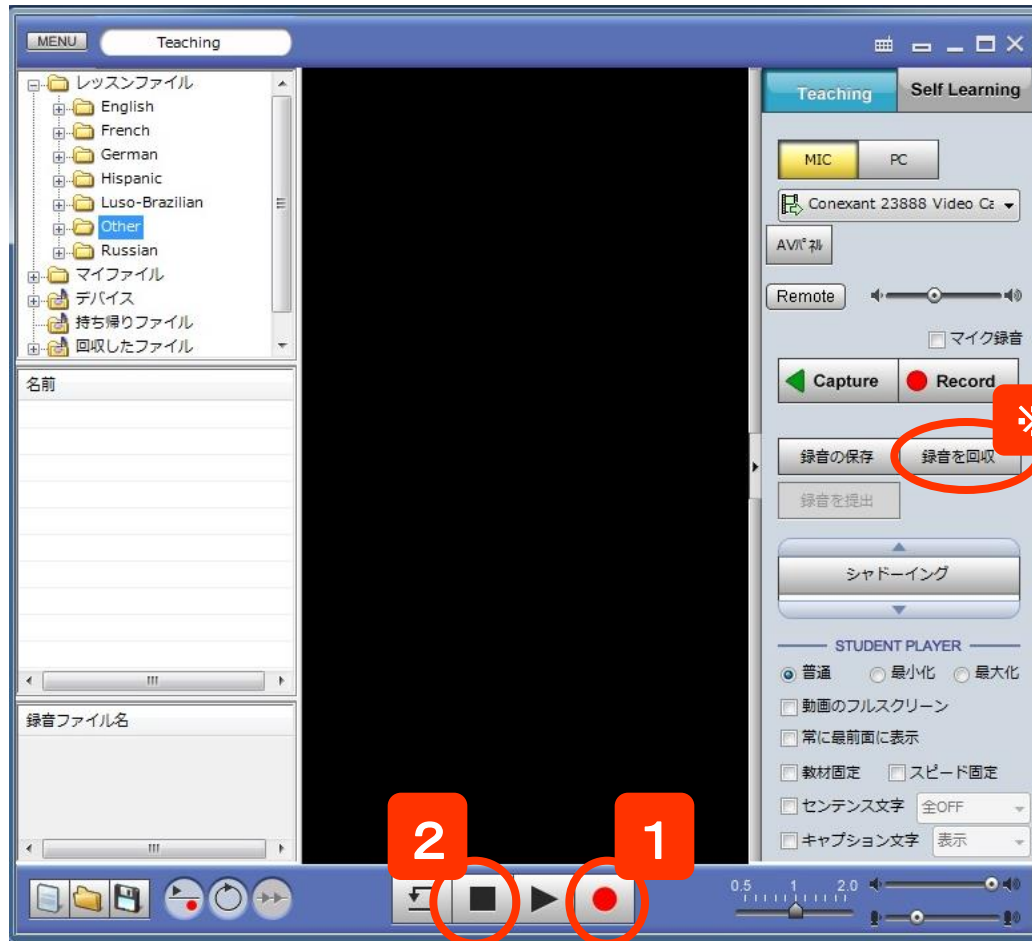 MENU
Teaching
レッスンファイル
English
French
German
Hispanic
Luso-Brazilian
Other
Russian
マイファイル
デバイス
持ち帰りファイル
回収したファイル
名前
録音ファイル名
Teaching
Self Learning
MIC
PC
Conexant 23888 Video Ca
AVパネル
Remote
マイク録音
Capture
Record
※
録音の保存
録音を回収
録音を提出
シャドーイング
STUDENT PLAYER
普通
最小化
最大化
動画のフルスクリーン
常に最前面に表示
教材固定
スピード固定
センテンス文字
全OFF
キャプション文字
表示
2
1
0.5
1
2.0